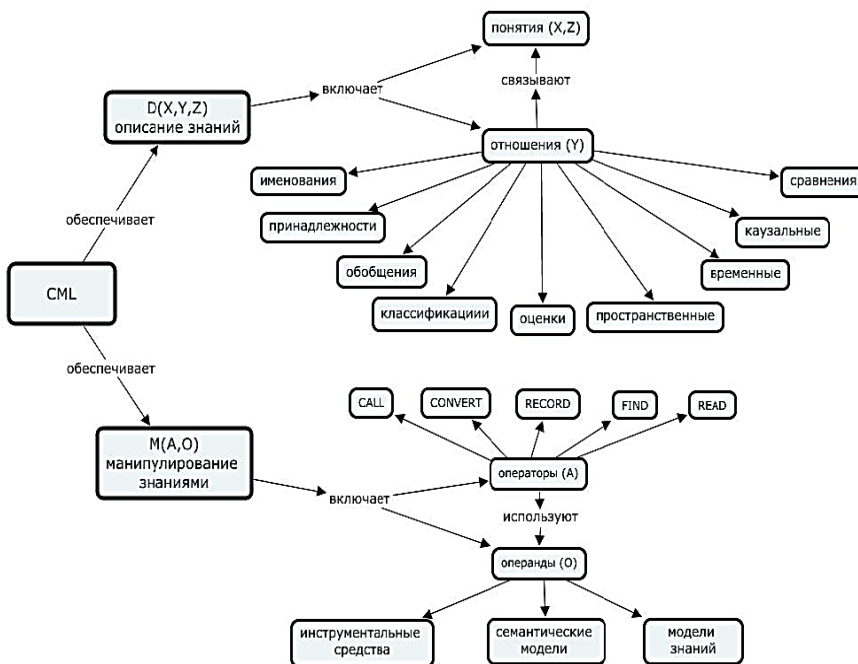 понятия (X,Z)
связывают
включает
D(X,Y,Z)
описание знаний
отношения (Y)
именования
сравнения
принадлежности
обеспечивает
каузальные
обобщения
временные
CML
классификациии
оценки
пространственные
обеспечивает
CALL
CONVERT
RECORD
FIND
READ
M(A,O)
манипулирование
знаниями
операторы (A)
включает
используют
операнды (O)
инструментальные
средства
семантические
модели
модели
знаний